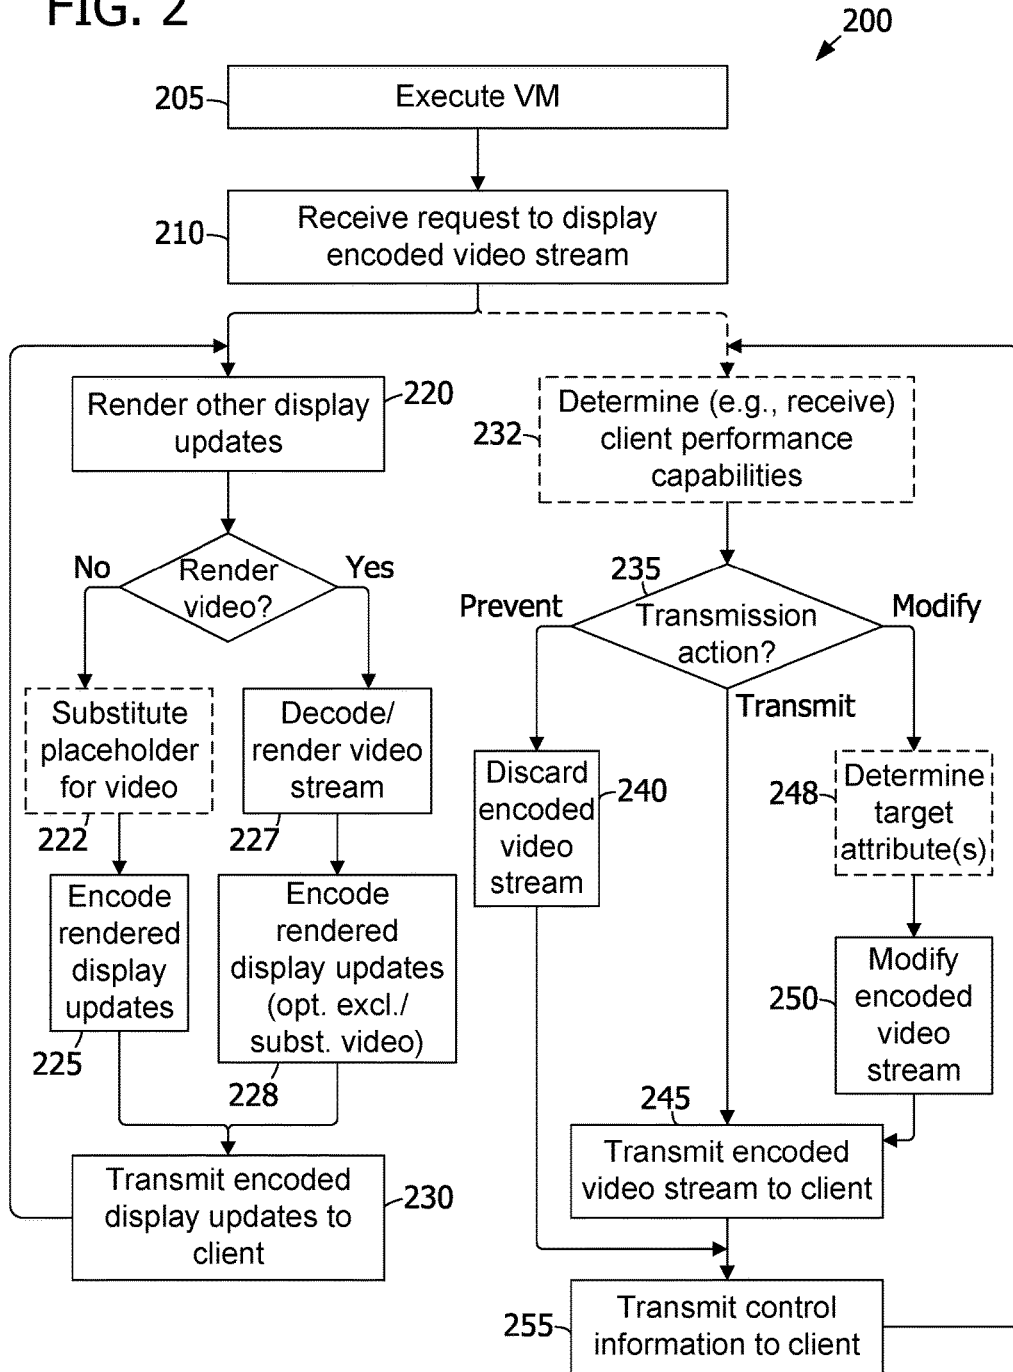 FIG. 2
200
205
Execute VM
210
Receive request to display
encoded video stream
Render other display
updates
220
Render
video?
No
Yes
Substitute
placeholder
for video
222
Decode/
render video
stream
227
Encode
rendered
display
updates
225
Encode
rendered
display updates
(opt. excl./
subst. video)
228
Transmit encoded
display updates to
client
230
232
Determine (e.g., receive)
client performance
capabilities
235
Transmission
action?
Prevent
Modify
Transmit
Discard
encoded
video
stream
240
248
Determine
target
attribute(s)
250
Modify
encoded
video
stream
245
Transmit encoded
video stream to client
255
Transmit control
information to client